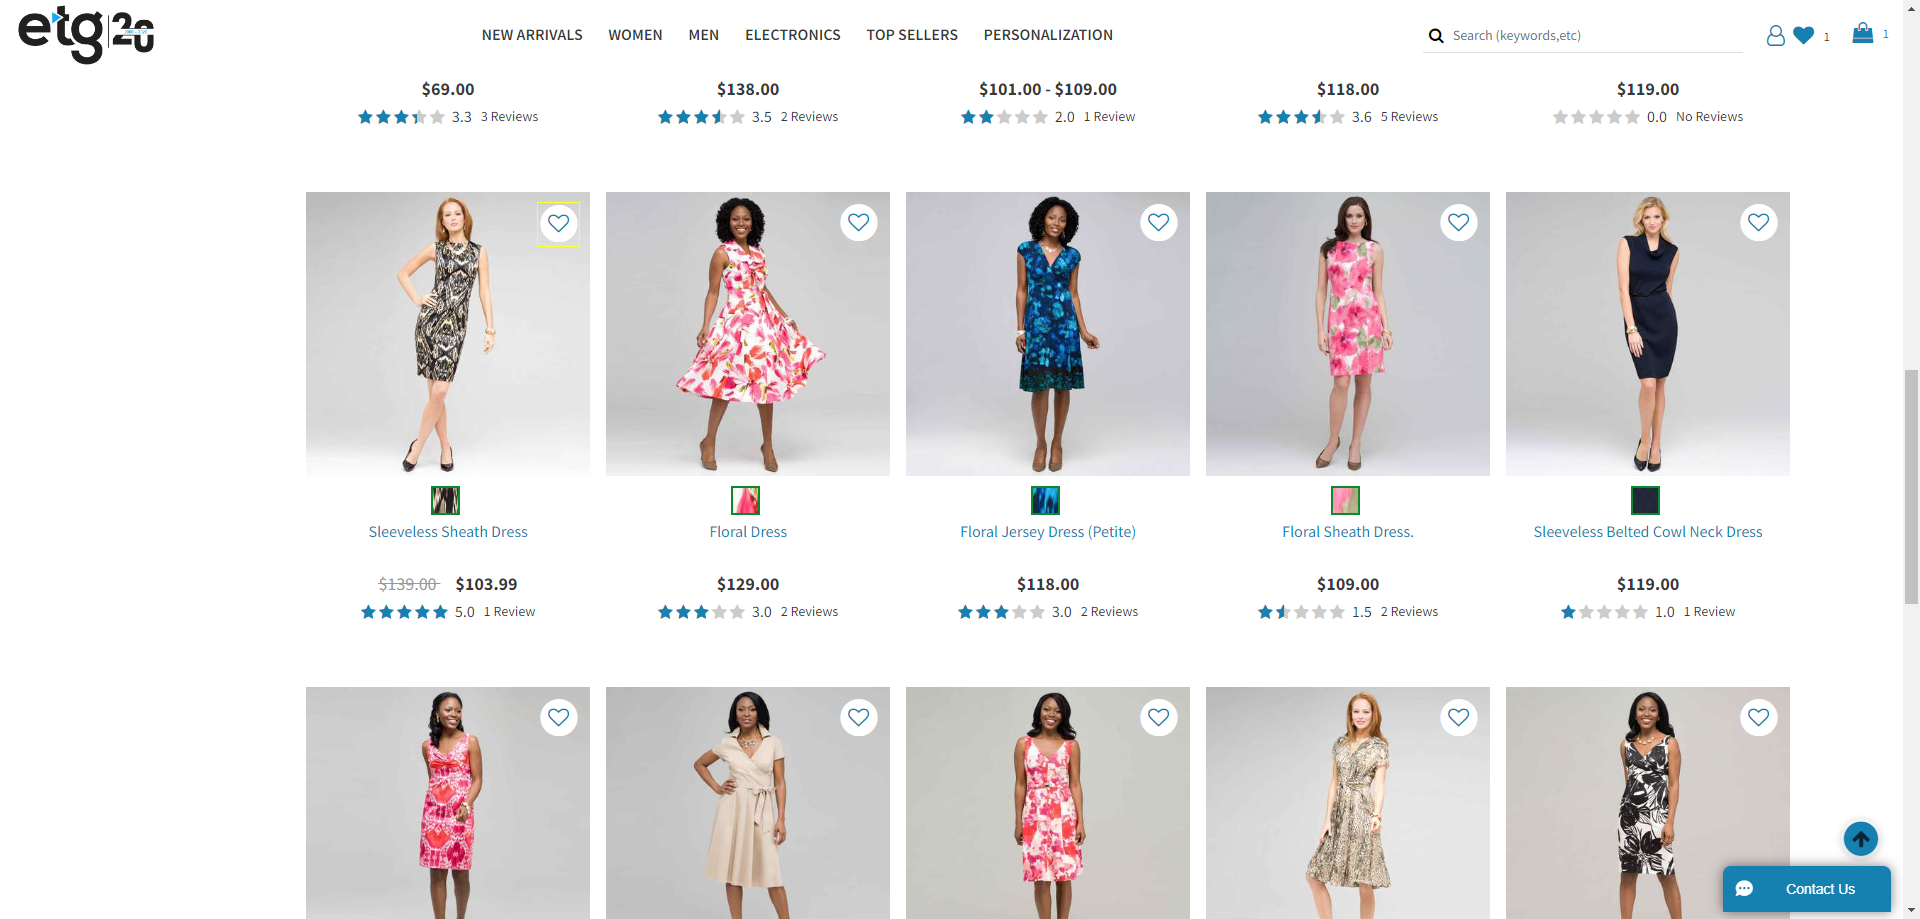 etg 20
NEW ARRIVALS WOMEN MEN ELECTRONICS TOP SELLERS PERSONALIZATION
Search (keywords,etc)
1
1
$69.00 $138.00 $101.00 - $109.00 $118.00 $119.00
3.3 3 Reviews 3.5 2 Reviews 2.0 1 Review 3.6 5 Reviews 0.0 No Reviews
Sleeveless Sheath Dress Floral Dress Floral Jersey Dress (Petite) Floral Sheath Dress. Sleeveless Belted Cowl Neck Dress
$139.00 $103.99 $129.00 $118.00 $109.00 $119.00
5.0 1 Review 3.0 2 Reviews 3.0 2 Reviews 1.5 2 Reviews 1.0 1 Review
Contact Us